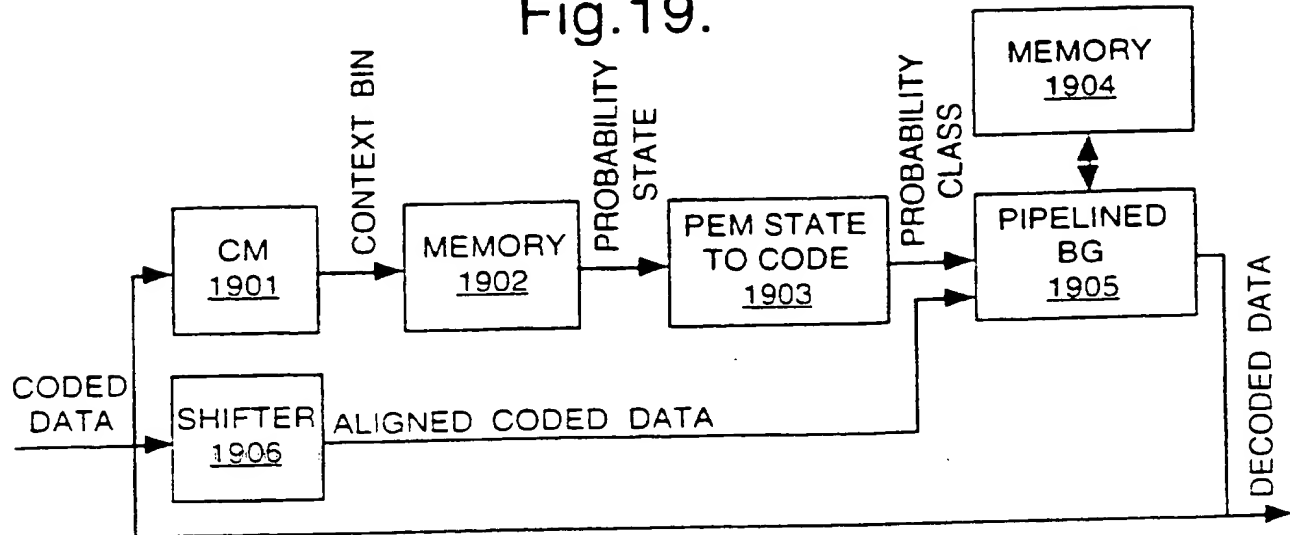 Fig.19.
MEMORY
1904
CONTEXT BIN
PROBABILITY
STATE
PROBABILITY
CLASS
CM
1901
MEMORY
1902
PEM STATE
TO CODE
1903
PIPELINED
BG
1905
CODED
DATA
SHIFTER
1906
ALIGNED CODED DATA
DECODED DATA